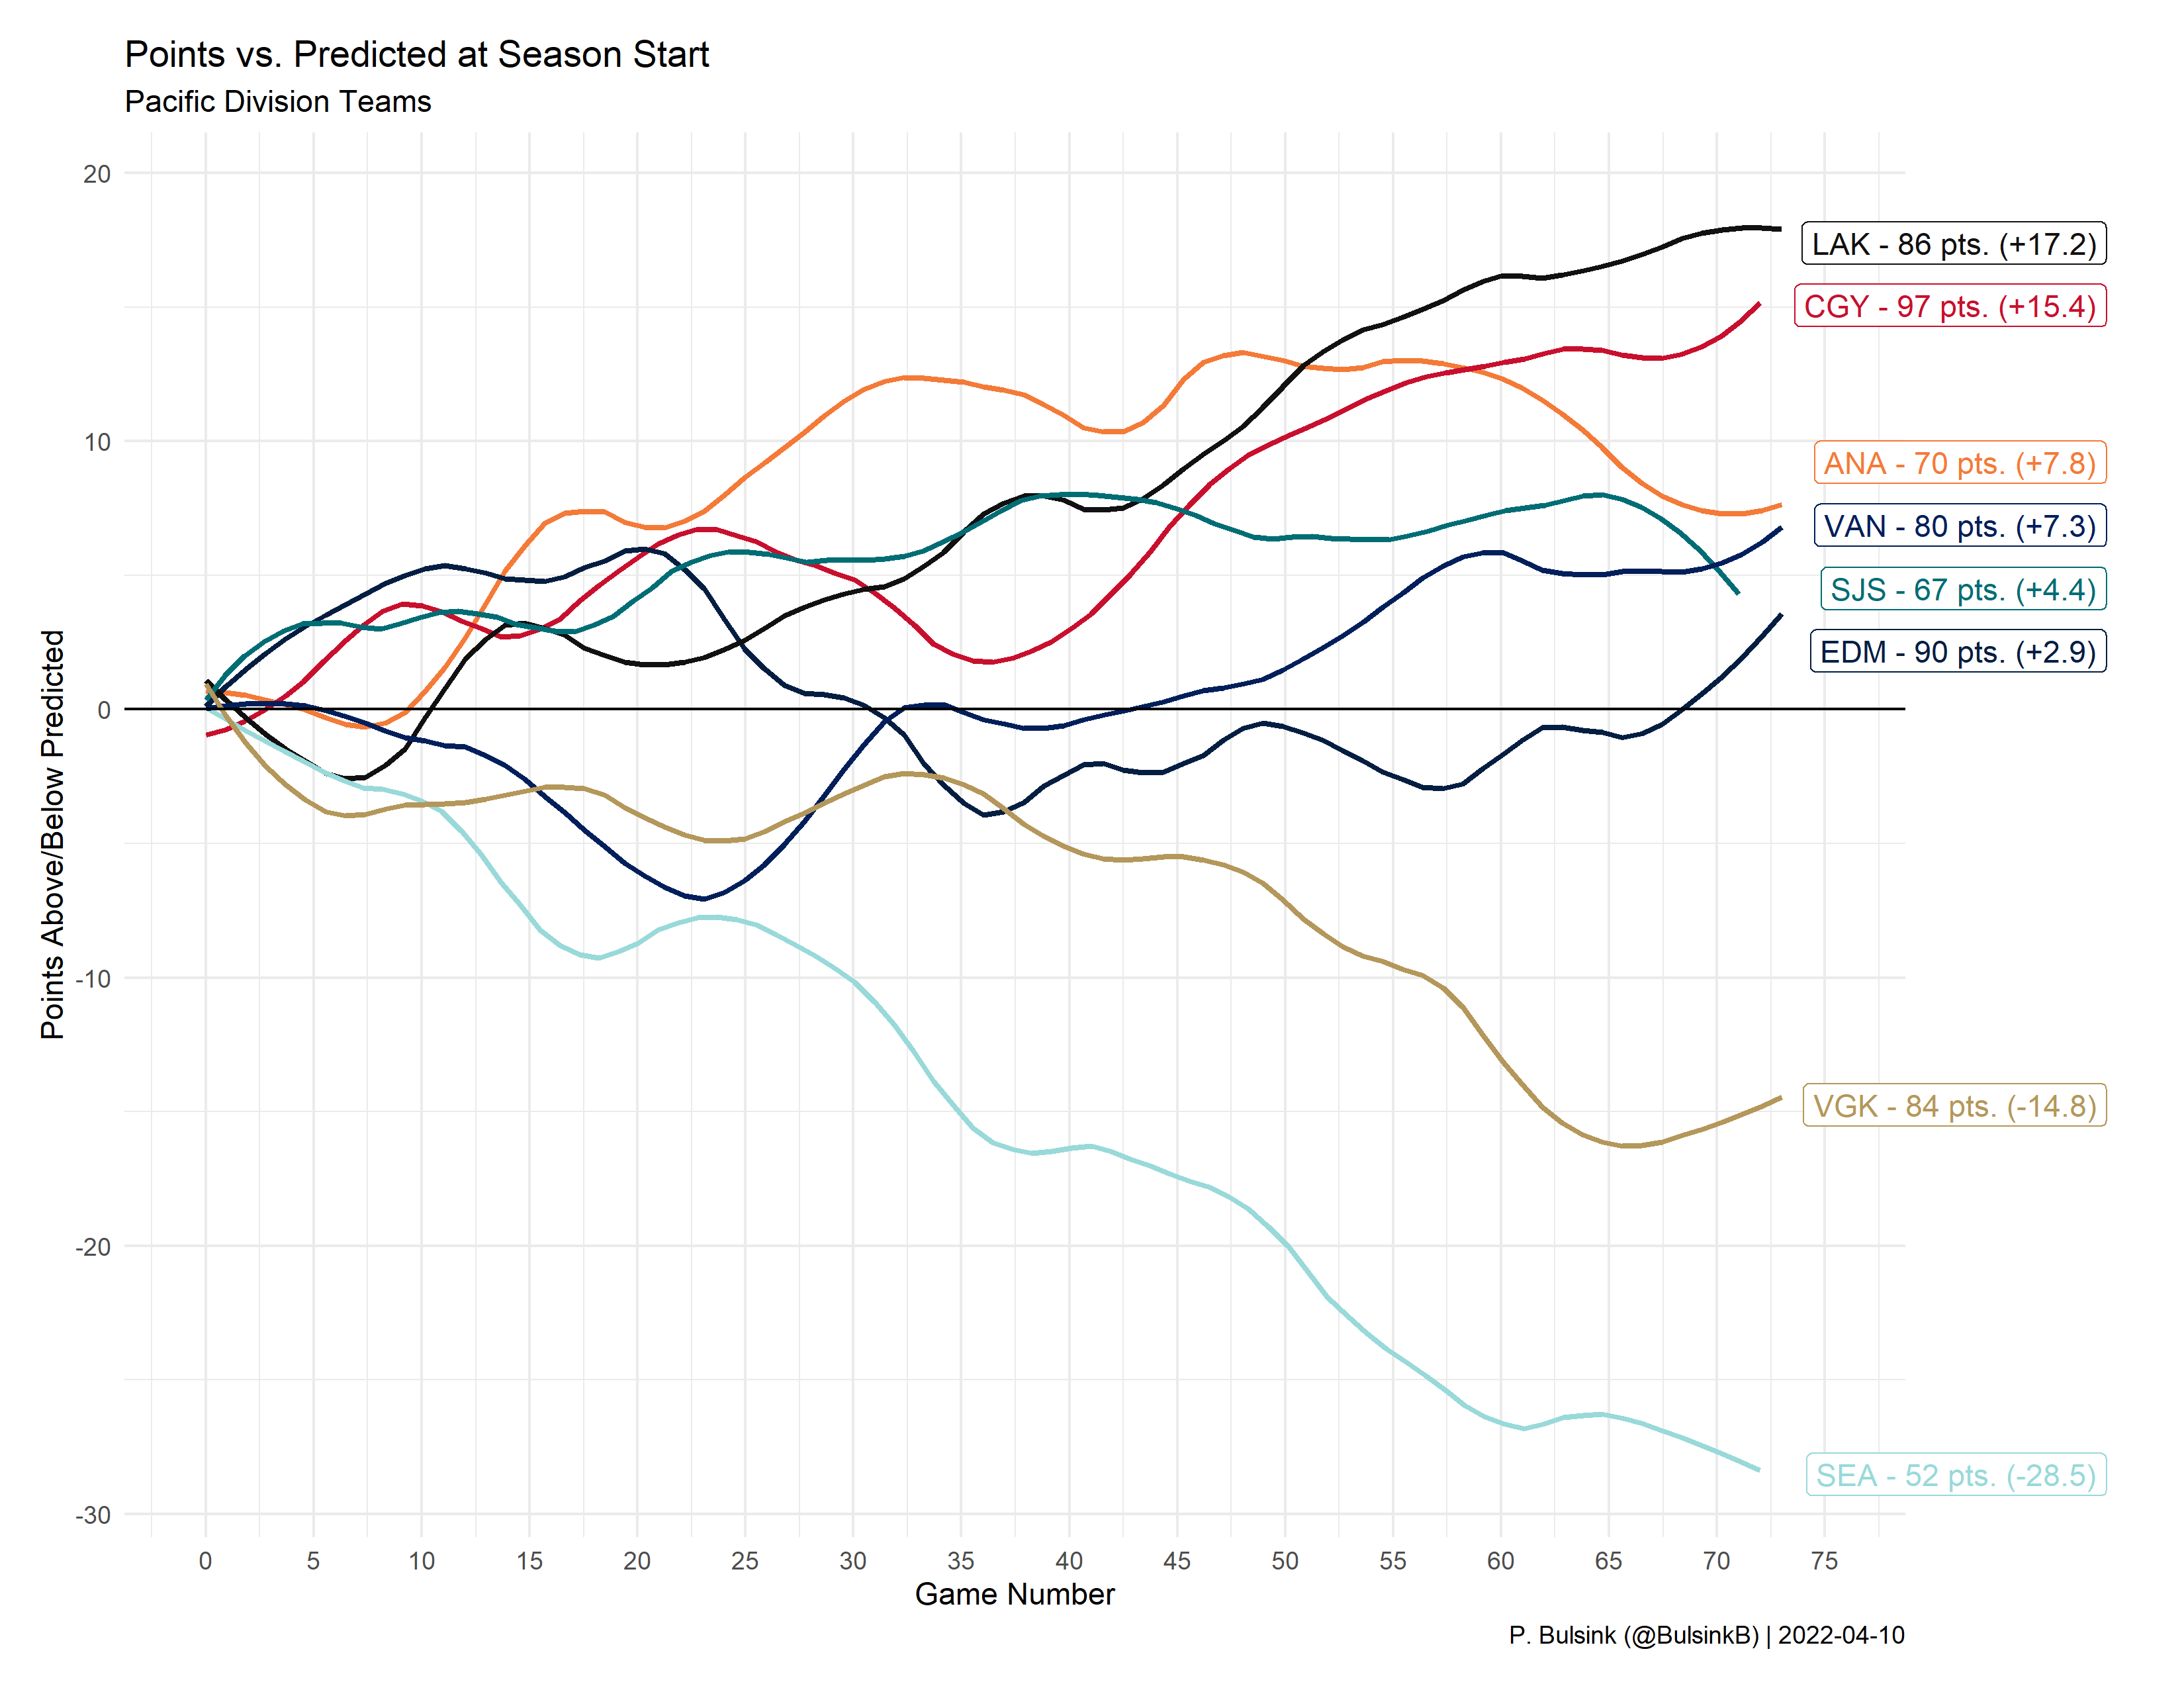 Points vs. Predicted at Season Start
Pacific Division Teams
Points Above/Below Predicted
20
10
0
-10
-20
-30
LAK - 86 pts. (+17.2)
CGY - 97 pts. (+15.4)
ANA - 70 pts. (+7.8)
VAN - 80 pts. (+7.3)
SJS - 67 pts. (+4.4)
EDM - 90 pts. (+2.9)
VGK - 84 pts. (-14.8)
SEA - 52 pts. (-28.5)
0 5 10 15 20 25 30 35 40 45 50 55 60 65 70 75
Game Number
P. Bulsink (@BulsinkB) | 2022-04-10